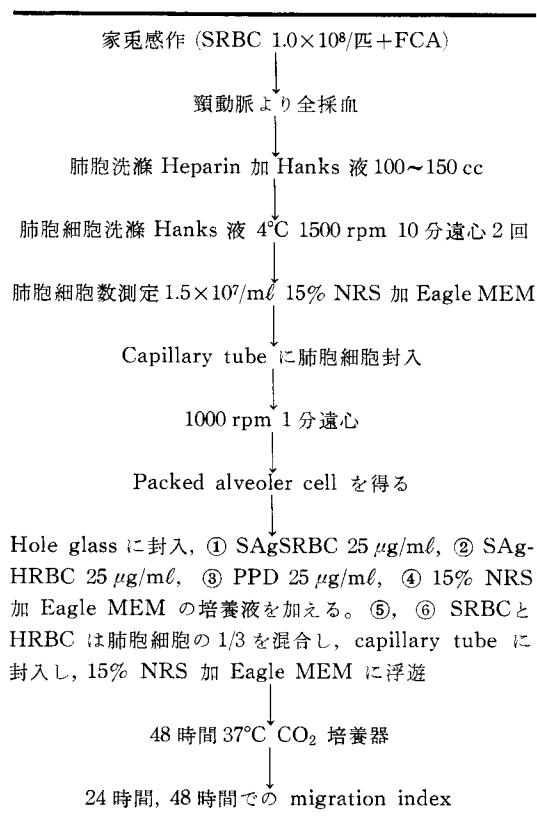 家兎感作 (SRBC 1.0×10⁸/匹+FCA)
頸動脈より全採血
肺胞洗滌 Heparin 加 Hanks 液 100~150 cc
肺胞細胞洗滌 Hanks 液 4°C 1500 rpm 10 分遠心 2 回
肺胞細胞数測定 1.5×10⁷/mℓ 15% NRS 加 Eagle MEM
Capillary tube に肺胞細胞封入
1000 rpm 1 分遠心
Packed alveoler cell を得る
Hole glass に封入, ① SAgSRBC 25 μg/mℓ, ② SAg-
HRBC 25 μg/mℓ, ③ PPD 25 μg/mℓ, ④ 15% NRS
加 Eagle MEM の培養液を加える。⑤, ⑥ SRBCと
HRBC は肺胞細胞の 1/3 を混合し, capillary tube に
封入し, 15% NRS 加 Eagle MEM に浮遊
48 時間 37°C CO₂ 培養器
24 時間, 48 時間での migration index